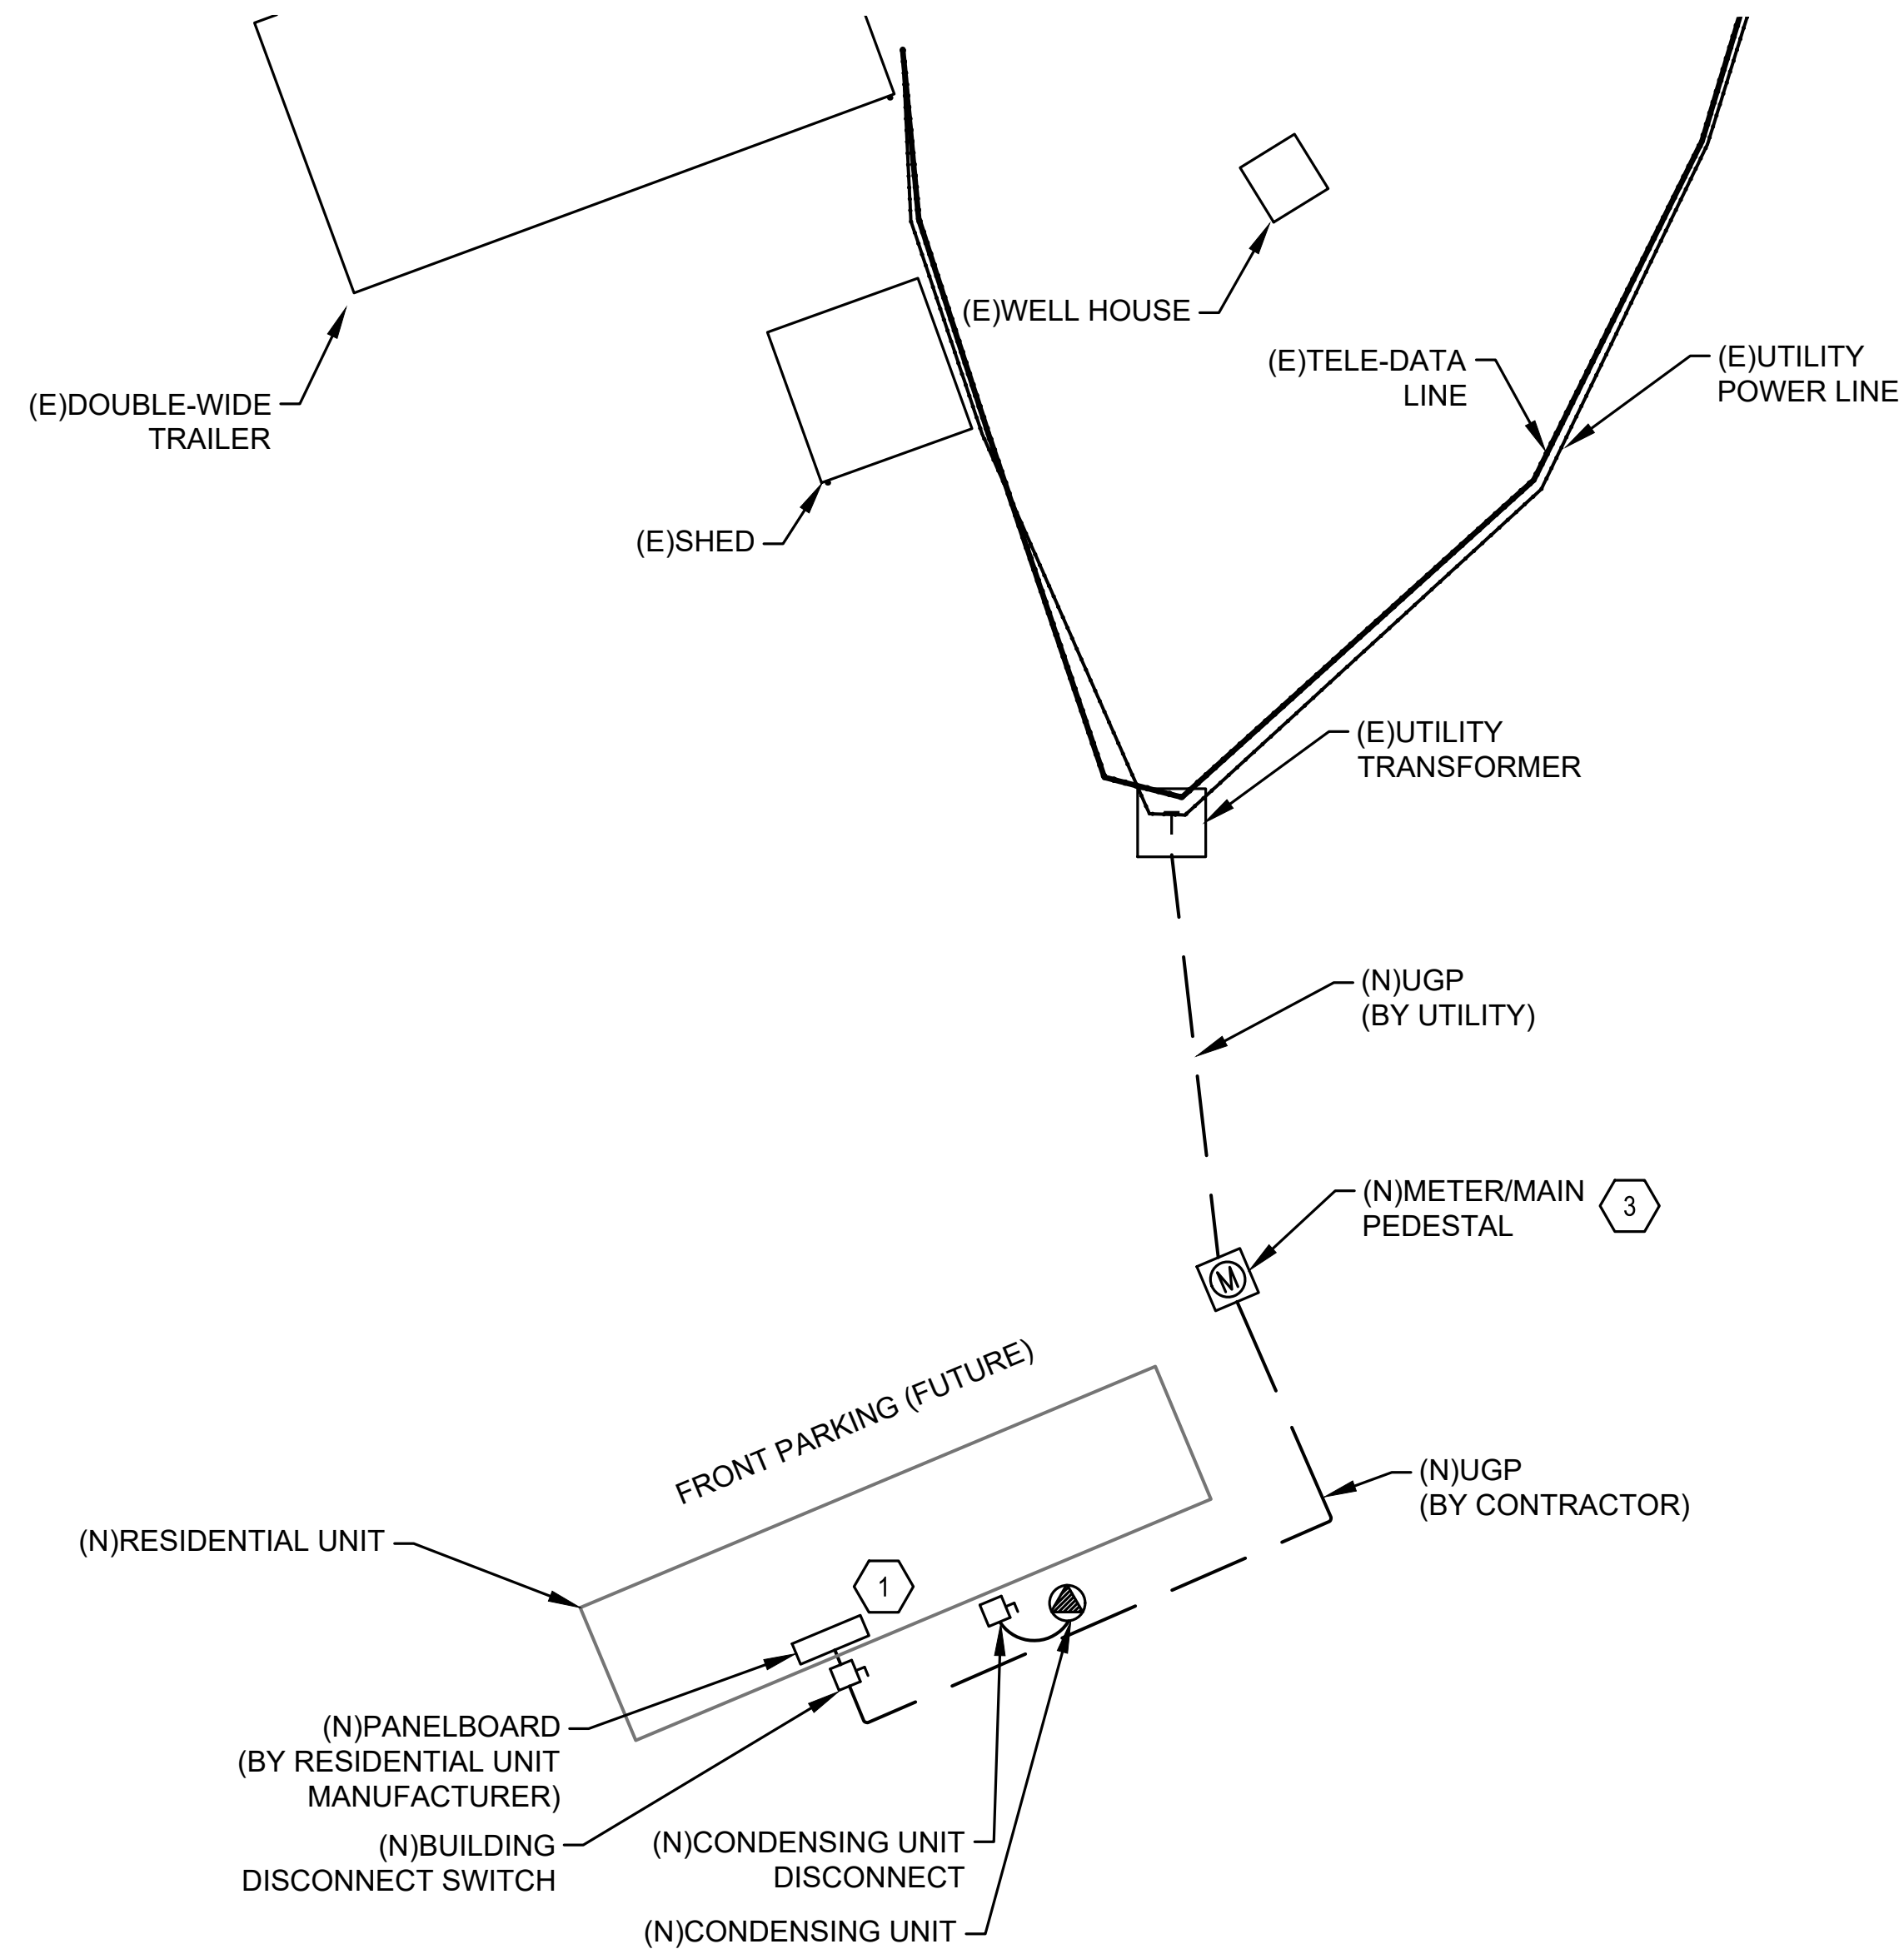 (E)WELL HOUSE
(E)TELE-DATA
LINE
(E)UTILITY
POWER LINE
(E)DOUBLE-WIDE
TRAILER
(E)SHED
(E)UTILITY
TRANSFORMER
(N)UGP
(BY UTILITY)
(N)METER/MAIN
PEDESTAL
3
M
FRONT PARKING (FUTURE)
(N)UGP
(BY CONTRACTOR)
(N)RESIDENTIAL UNIT
1
(N)PANELBOARD
(BY RESIDENTIAL UNIT
MANUFACTURER)
(N)BUILDING
DISCONNECT SWITCH
(N)CONDENSING UNIT
DISCONNECT
(N)CONDENSING UNIT